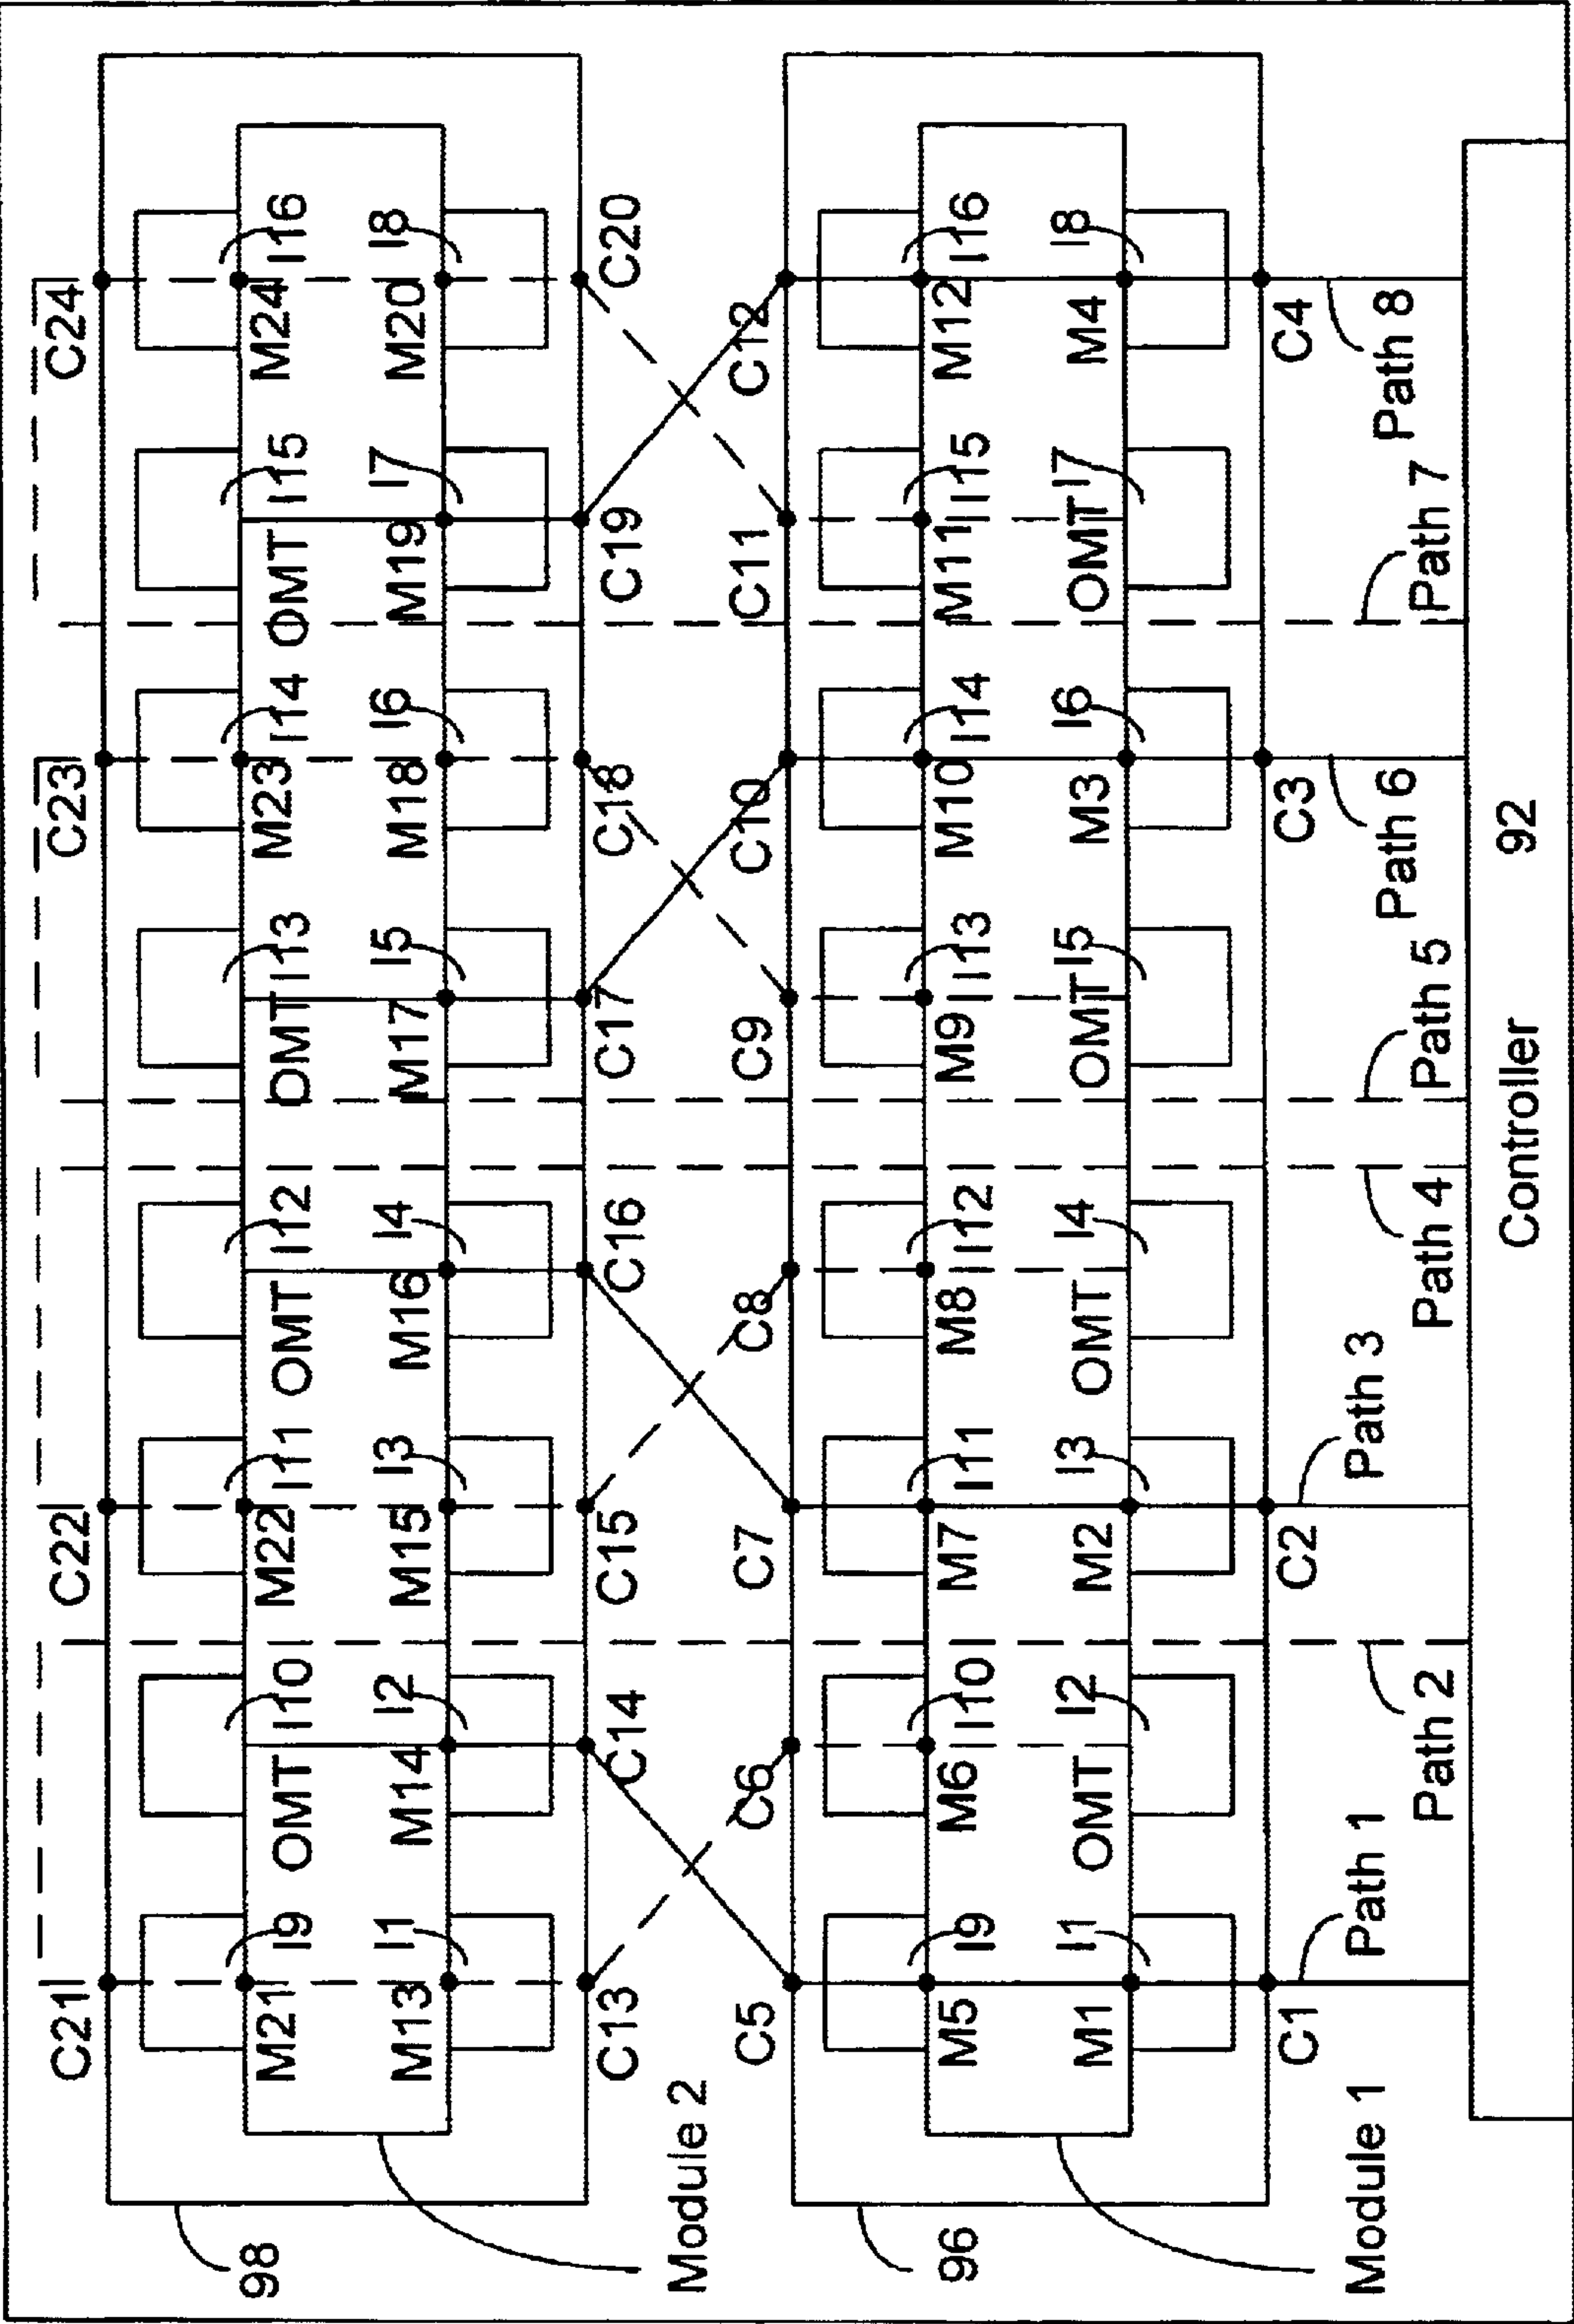 C21 C22 C23 C24
98 M21 I9 OMT I10 M22 I11 OMT I12 OMT I13 M23 I14 OMT I15 M24 I16
M13 I1 M14 I2 M15 I3 M16 I4 M17 I5 M18 I6 M19 I7 M20 I8
C13 C14 C15 C16 C17 C18 C19 C20
Module 2
C5 C6 C7 C8 C9 C10 C11 C12
96 M5 I9 M6 I10 M7 I11 M8 I12 M9 I13 M10 I14 M11 I15 M12 I16
M1 I1 OMT I2 M2 I3 OMT I4 OMT I5 M3 I6 OMT I7 M4 I8
C1 C2 C3 C4
Module 1 Path 1 Path 3 Path 6 Path 8
Path 2 Path 4 Path 5 Path 7
Controller 92